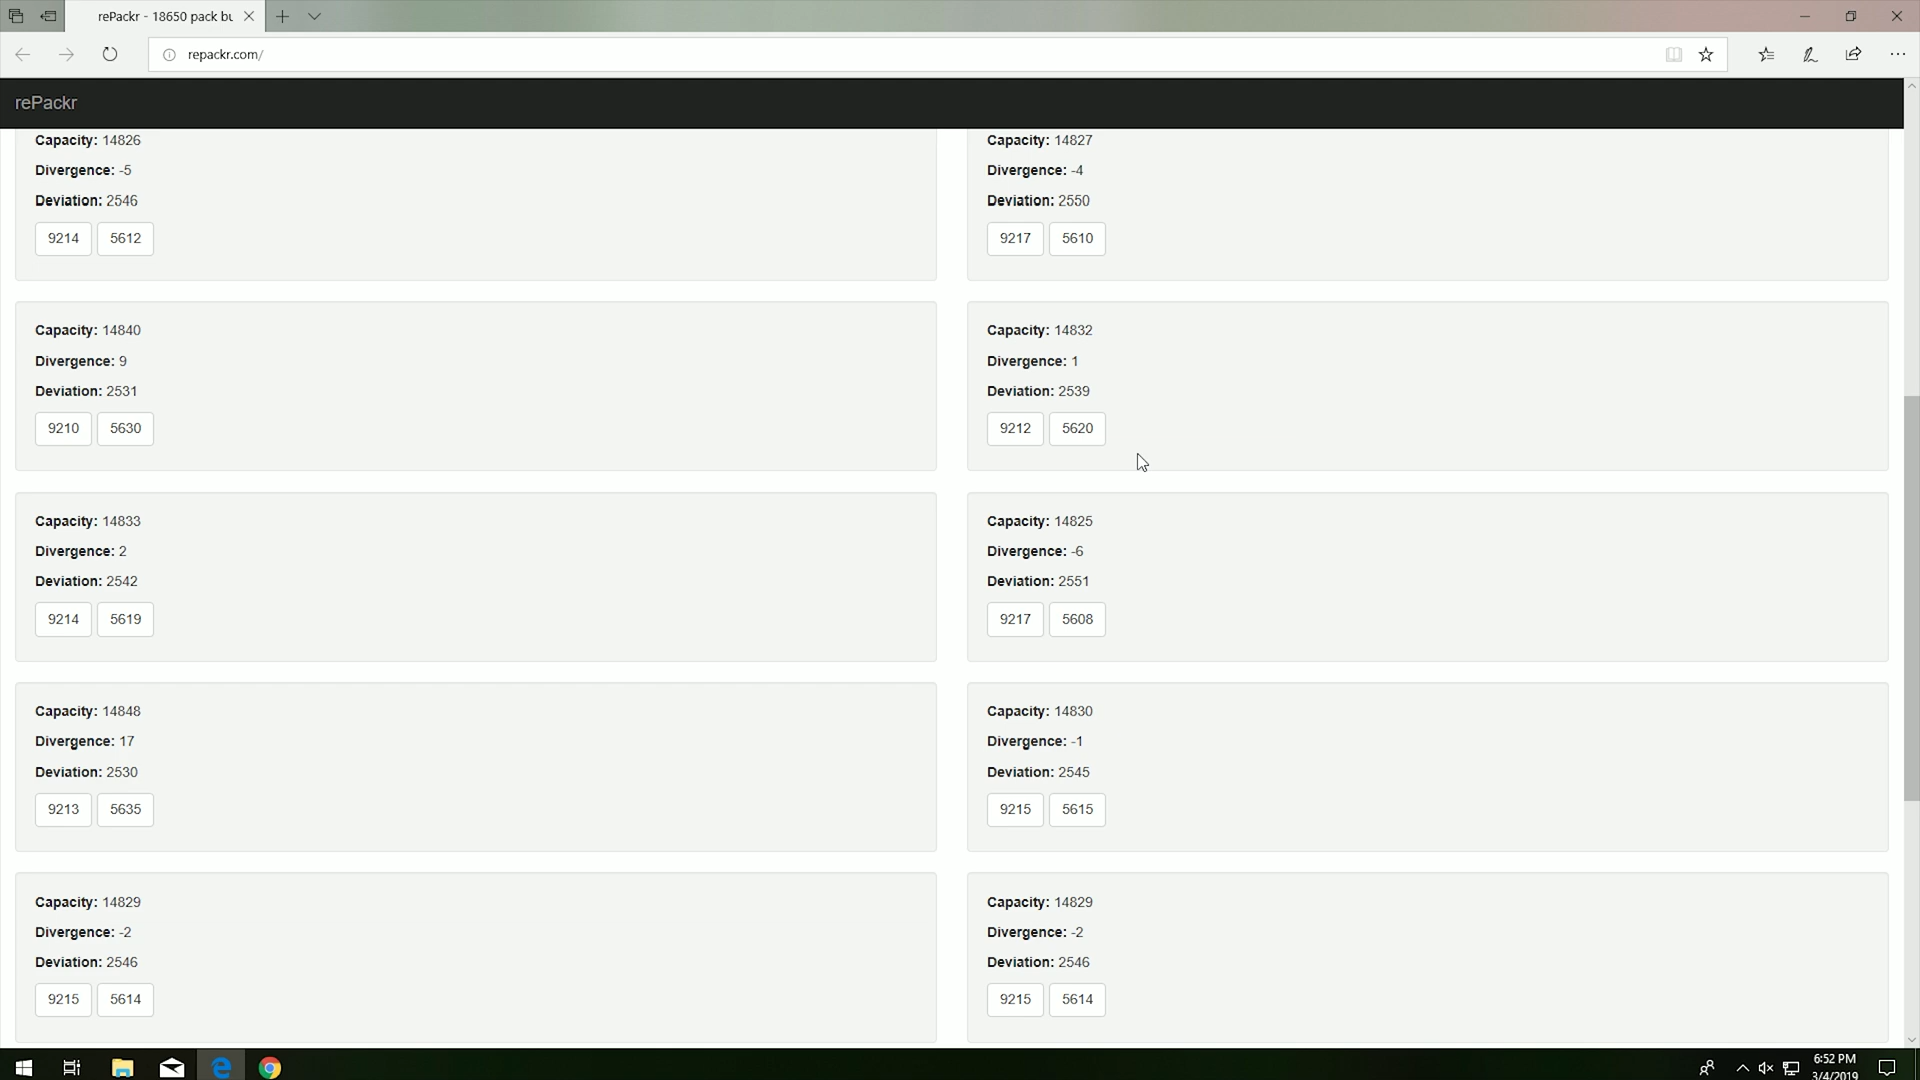 rePackr - 18650 pack bu
repackr.com/
rePackr
Capacity: 14826
Divergence: -5
Deviation: 2546
9214 5612
Capacity: 14827
Divergence: -4
Deviation: 2550
9217 5610
Capacity: 14840
Divergence: 9
Deviation: 2531
9210 5630
Capacity: 14832
Divergence: 1
Deviation: 2539
9212 5620
Capacity: 14833
Divergence: 2
Deviation: 2542
9214 5619
Capacity: 14825
Divergence: -6
Deviation: 2551
9217 5608
Capacity: 14848
Divergence: 17
Deviation: 2530
9213 5635
Capacity: 14830
Divergence: -1
Deviation: 2545
9215 5615
Capacity: 14829
Divergence: -2
Deviation: 2546
9215 5614
Capacity: 14829
Divergence: -2
Deviation: 2546
9215 5614
6:52 PM
3/4/2019